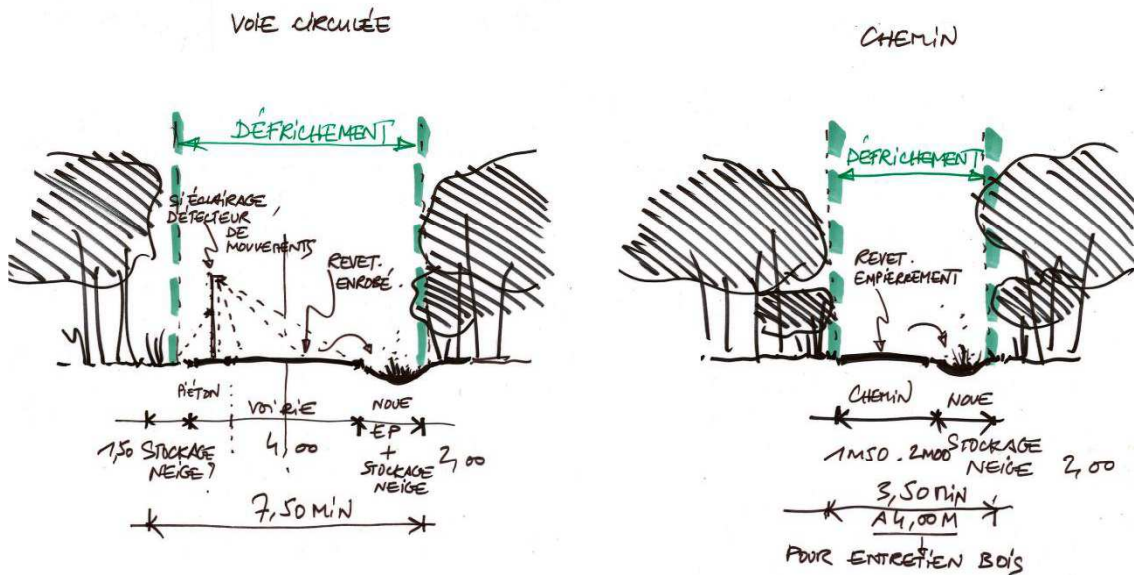 VOIE CIRCULÉE
DÉFRICHEMENT
SI ÉCLAIRAGE
DÉTECTEUR
DE
MOUVEMENTS
REVET.
ENROBÉ.
PIÉTON
VOIRIE
4,00
NOUE
EP
+
STOCKAGE
NEIGE
2,00
1,50 STOCKAGE
NEIGE?
7,50 MIN
CHEMIN
DÉFRICHEMENT
REVET.
EMPIERREMENT
CHEMIN
NOUE
1M50.2M00
STOCKAGE
NEIGE
2,00
3,50 MIN
A 4,00M
POUR ENTRETIEN BOIS